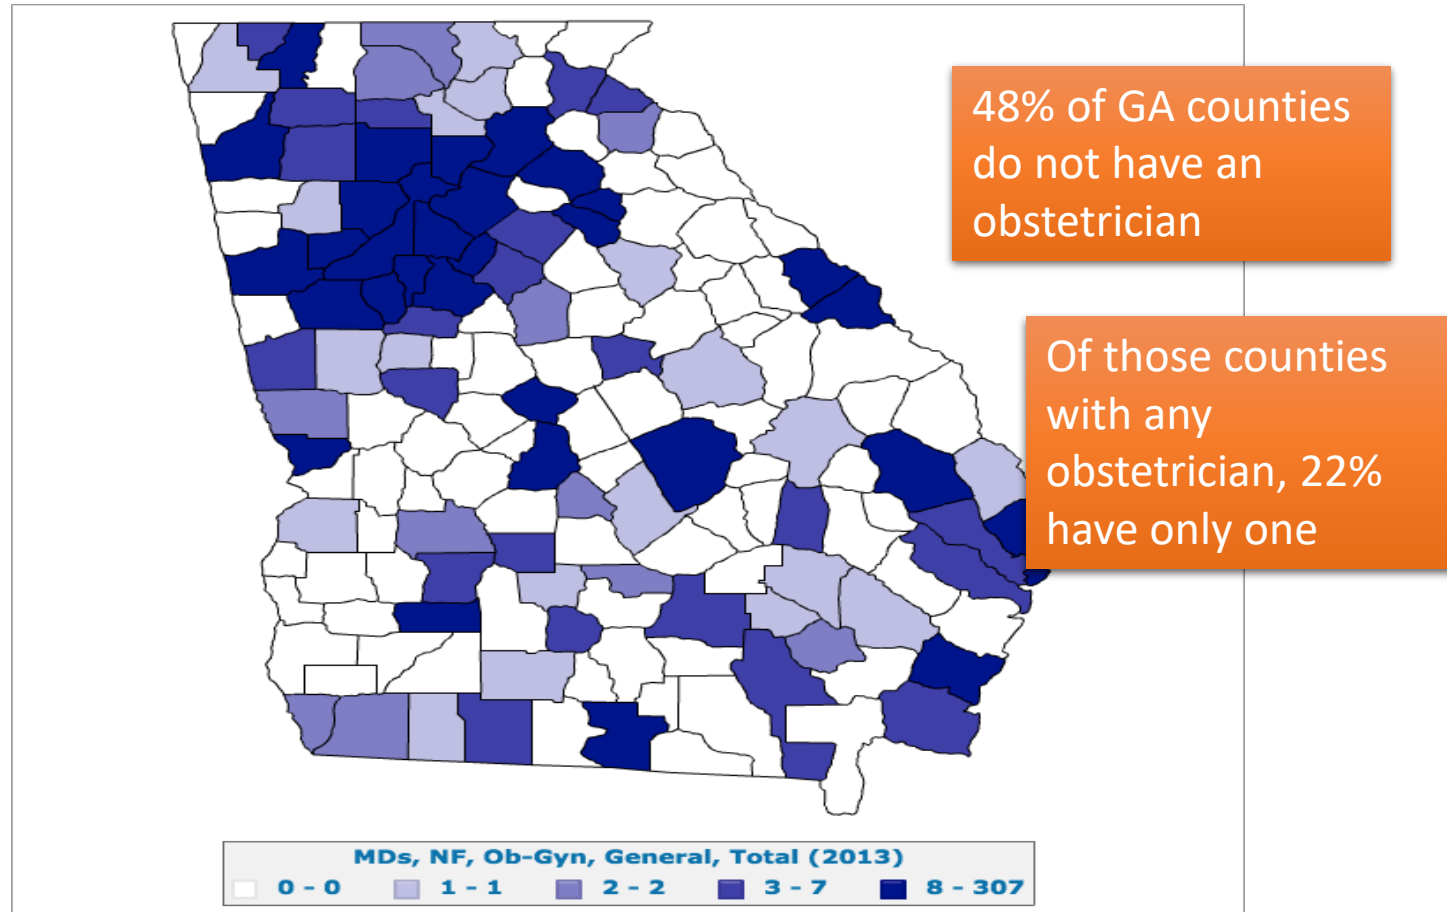 48% of GA counties
do not have an
obstetrician
Of those counties
with any
obstetrician, 22%
have only one
MDs, NF, Ob-Gyn, General, Total (2013)
0 - 0 1 - 1 2 - 2 3 - 7 8 - 307